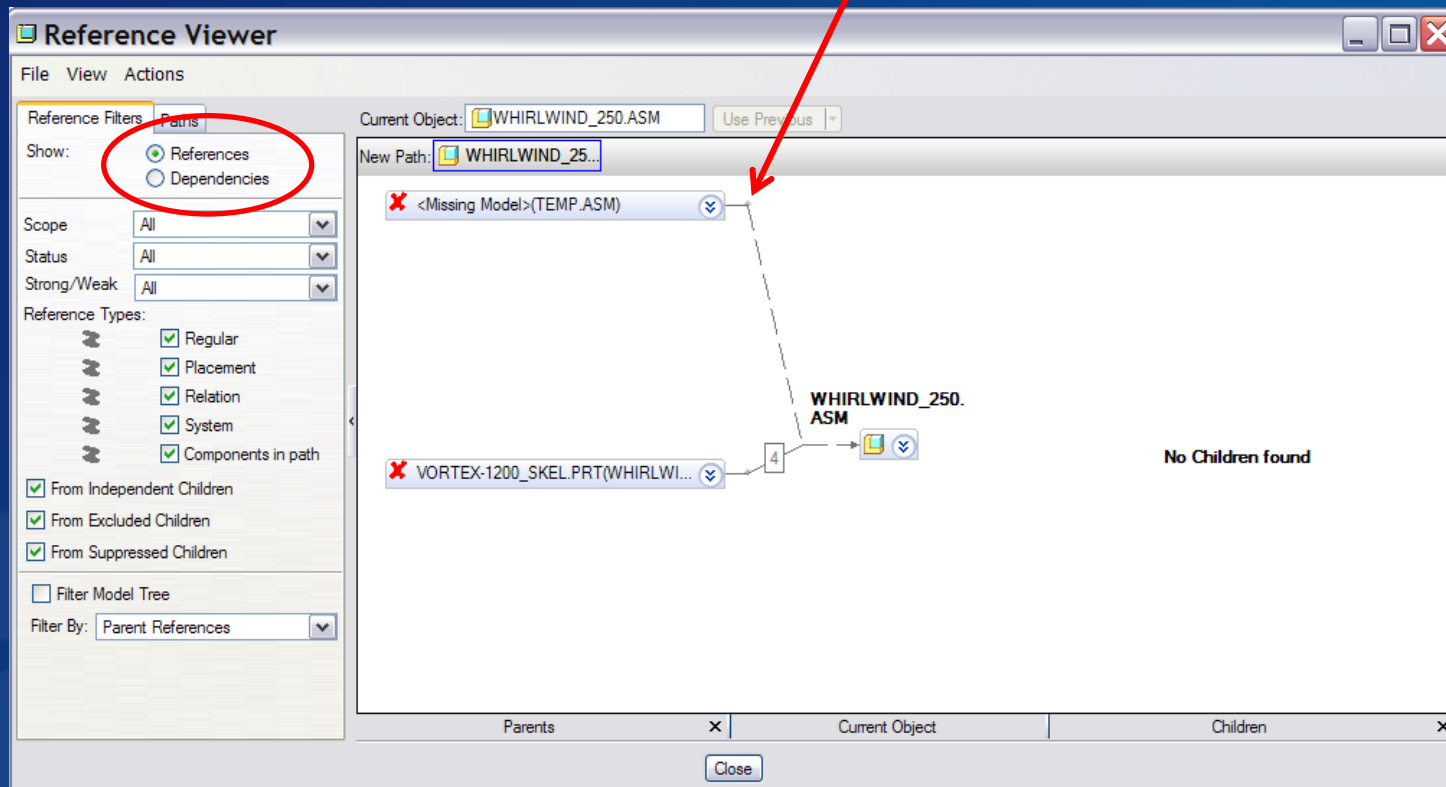 Reference Viewer
File View Actions
Reference Filters Paths
Current Object: WHIRLWIND_250.ASM Use Previous
Show: References
Dependencies
New Path: WHIRLWIND_25...
<Missing Model>(TEMP.ASM)
Scope All
Status All
Strong/Weak All
Reference Types:
Regular
Placement
Relation
System
Components in path
From Independent Children
From Excluded Children
From Suppressed Children
Filter Model Tree
Filter By: Parent References
WHIRLWIND_250.
ASM
4
VORTEX-1200_SKEL.PRT(WHIRLWI...
No Children found
Parents Current Object Children
Close